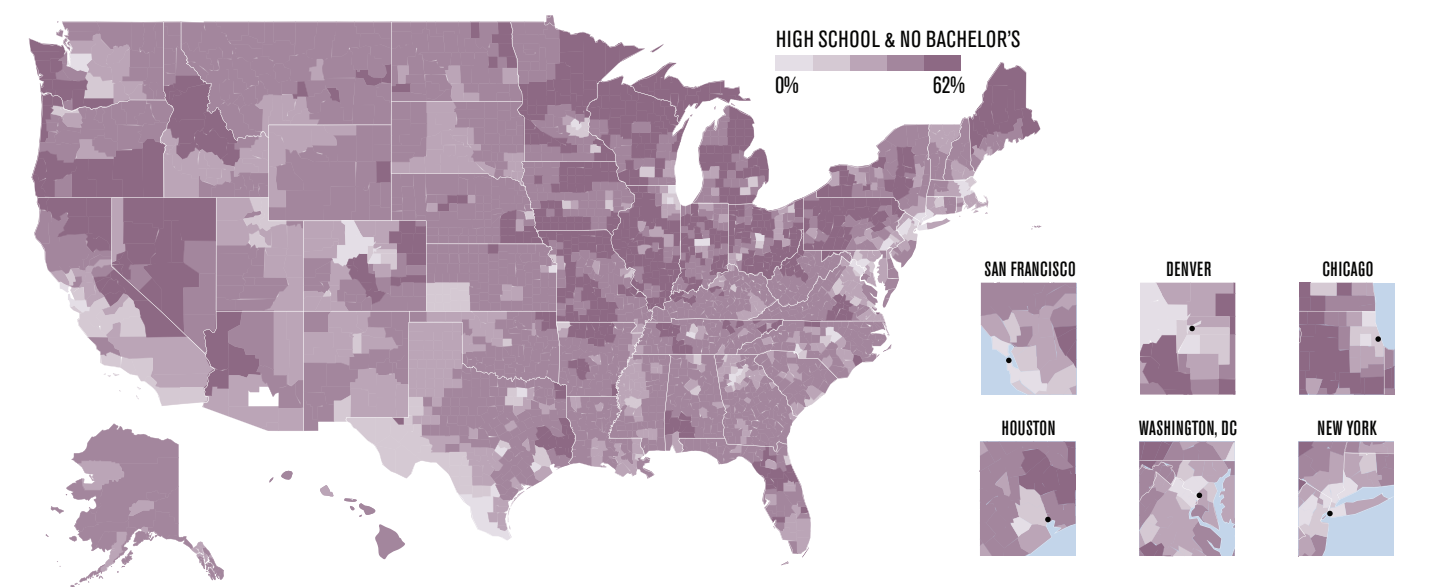 HIGH SCHOOL & NO BACHELOR'S
0% 62%
SAN FRANCISCO
DENVER
CHICAGO
HOUSTON
WASHINGTON, DC
NEW YORK